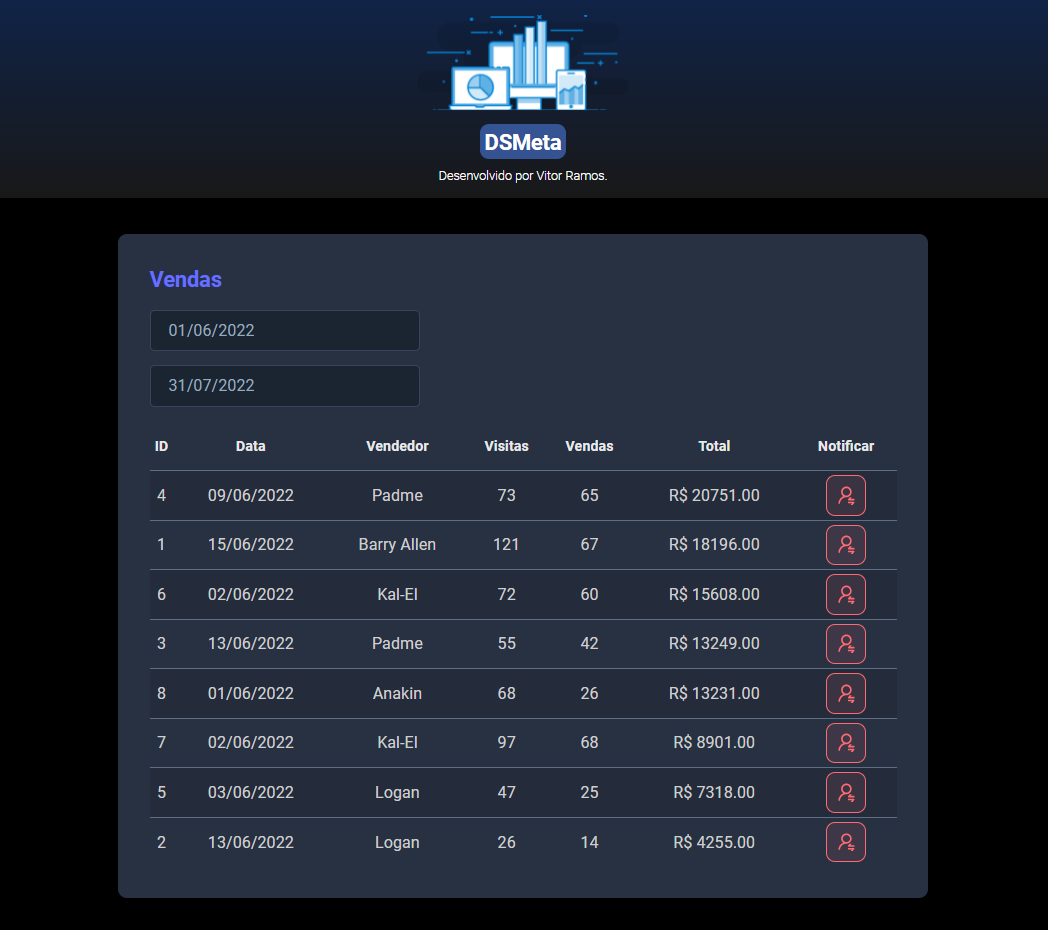 DSMeta
Desenvolvido por Vitor Ramos.
Vendas
01/06/2022
31/07/2022
ID Data Vendedor Visitas Vendas Total Notificar
4 09/06/2022 Padme 73 65 R$ 20751.00
1 15/06/2022 Barry Allen 121 67 R$ 18196.00
6 02/06/2022 Kal-El 72 60 R$ 15608.00
3 13/06/2022 Padme 55 42 R$ 13249.00
8 01/06/2022 Anakin 68 26 R$ 13231.00
7 02/06/2022 Kal-El 97 68 R$ 8901.00
5 03/06/2022 Logan 47 25 R$ 7318.00
2 13/06/2022 Logan 26 14 R$ 4255.00